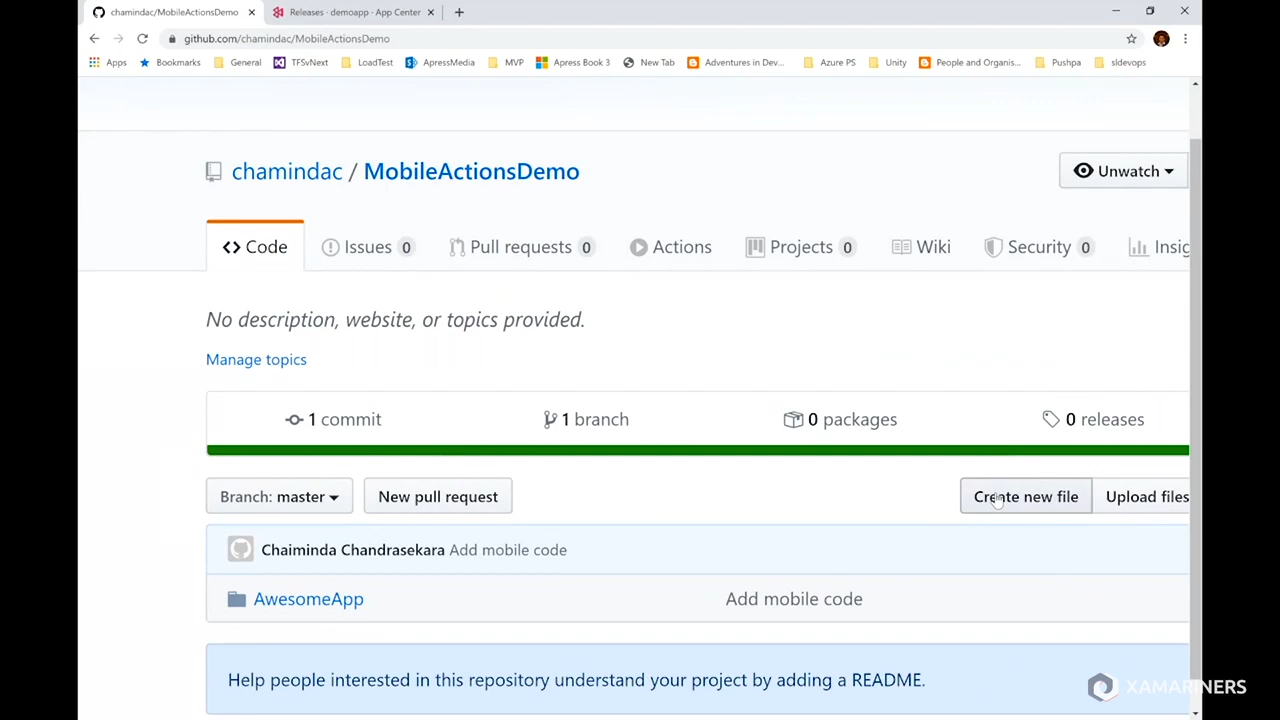 chamindac/MobileActionsDemo
Releases · demoapp · App Center
github.com/chamindac/MobileActionsDemo
Apps Bookmarks General TFSvNext LoadTest ApressMedia MVP Apress Book 3 New Tab Adventures in Dev... Azure PS Unity People and Organis... Pushpa sldevops
chamindac / MobileActionsDemo
Unwatch
Code Issues 0 Pull requests 0 Actions Projects 0 Wiki Security 0 Insig
No description, website, or topics provided.
Manage topics
1 commit 1 branch 0 packages 0 releases
Branch: master New pull request Create new file Upload files
Chaiminda Chandrasekara Add mobile code
AwesomeApp Add mobile code
Help people interested in this repository understand your project by adding a README.
XAMARINERS